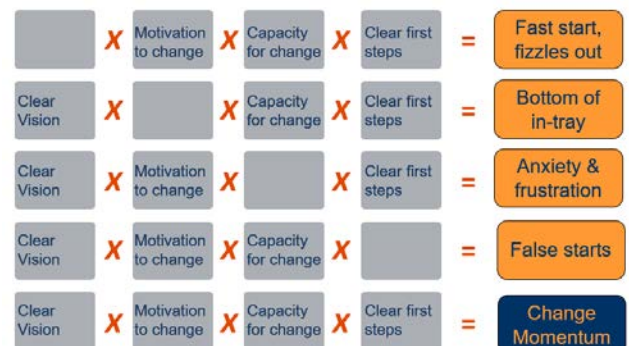 X Motivation to change X Capacity for change X Clear first steps = Fast start, fizzles out
Clear Vision X X Capacity for change X Clear first steps = Bottom of in-tray
Clear Vision X Motivation to change X X Clear first steps = Anxiety & frustration
Clear Vision X Motivation to change X Capacity for change X = False starts
Clear Vision X Motivation to change X Capacity for change X Clear first steps = Change Momentum